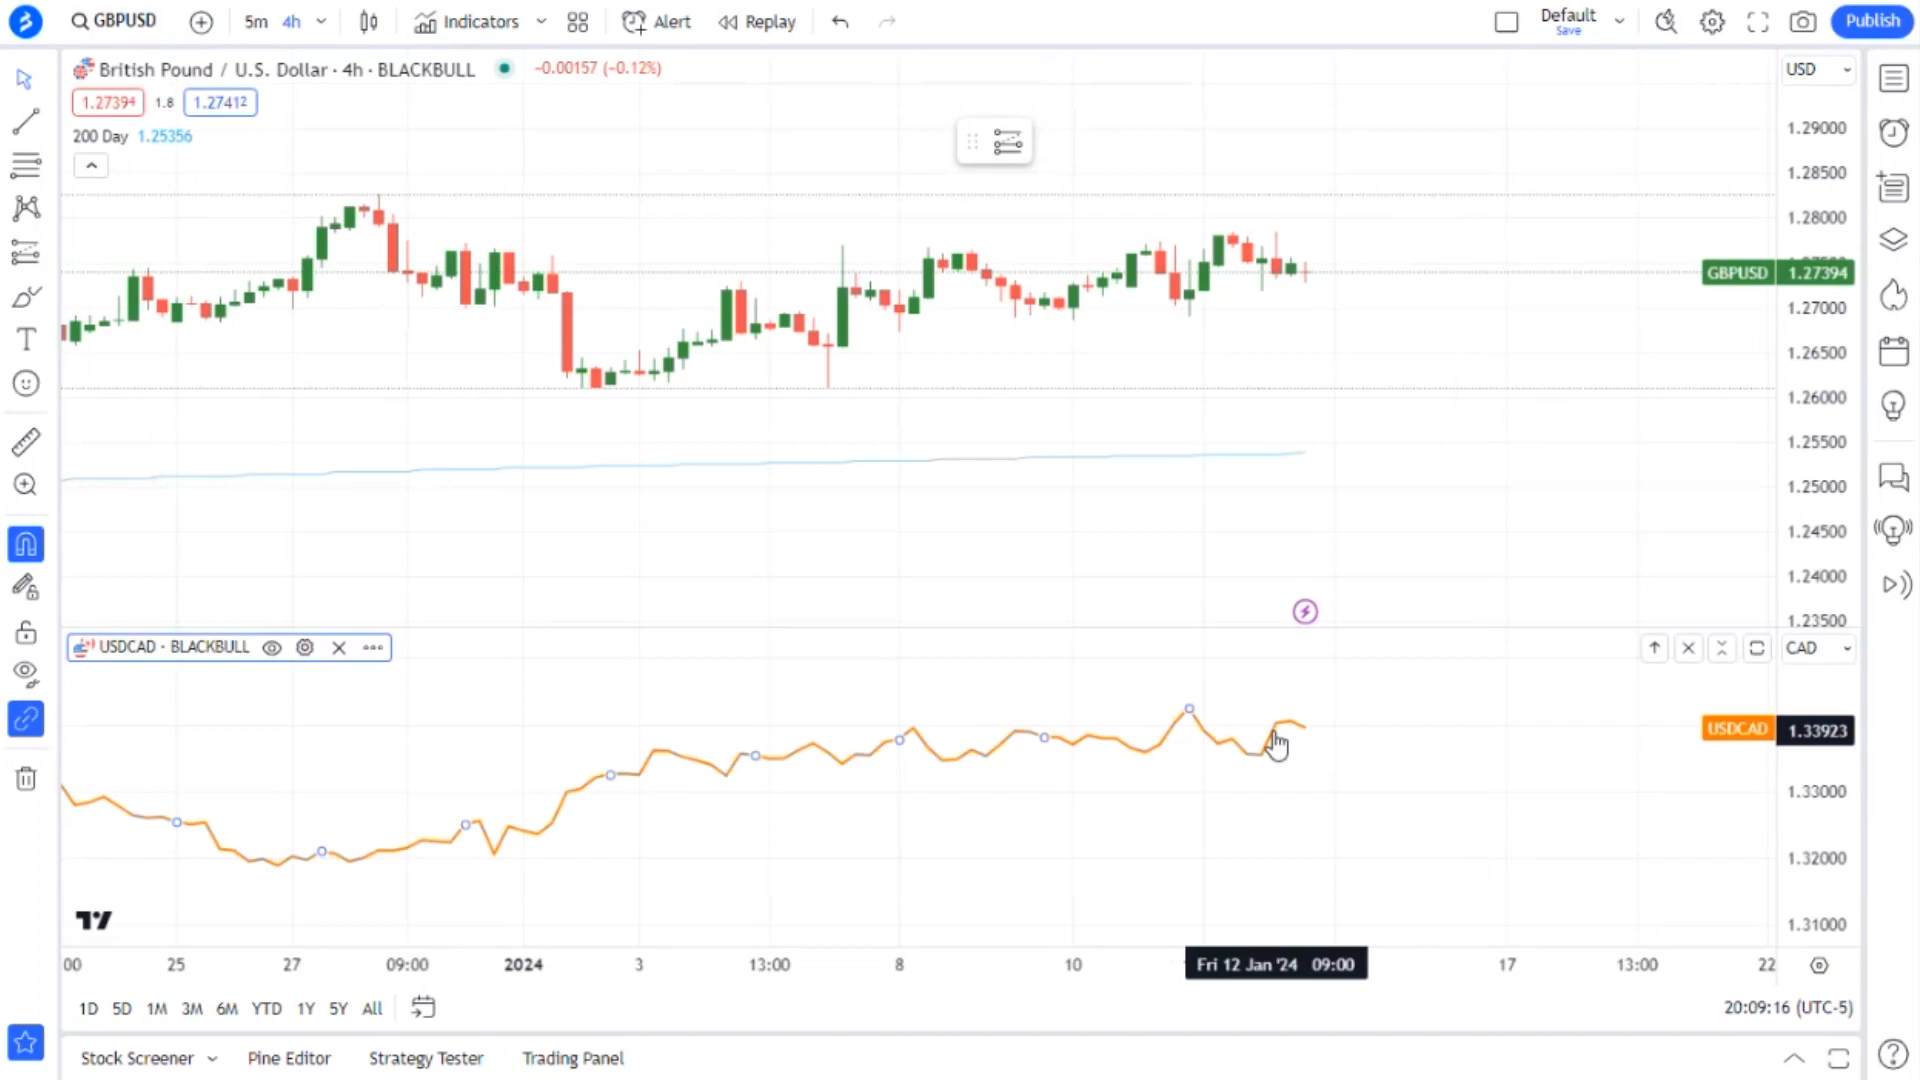 GBPUSD 5m 4h Indicators Alert Replay Default Save Publish
British Pound / U.S. Dollar · 4h · BLACKBULL −0.00157 (−0.12%) USD
1.27394 1.8 1.27412
200 Day 1.25356
1.29000
1.28500
1.28000
GBPUSD 1.27394
1.27000
1.26500
1.26000
1.25500
1.25000
1.24500
1.24000
1.23500
USDCAD · BLACKBULL CAD
USDCAD 1.33923
1.33000
1.32000
1.31000
:00 25 27 09:00 2024 3 13:00 8 10 Fri 12 Jan '24 09:00 17 13:00 22
1D 5D 1M 3M 6M YTD 1Y 5Y All 20:09:16 (UTC-5)
Stock Screener Pine Editor Strategy Tester Trading Panel